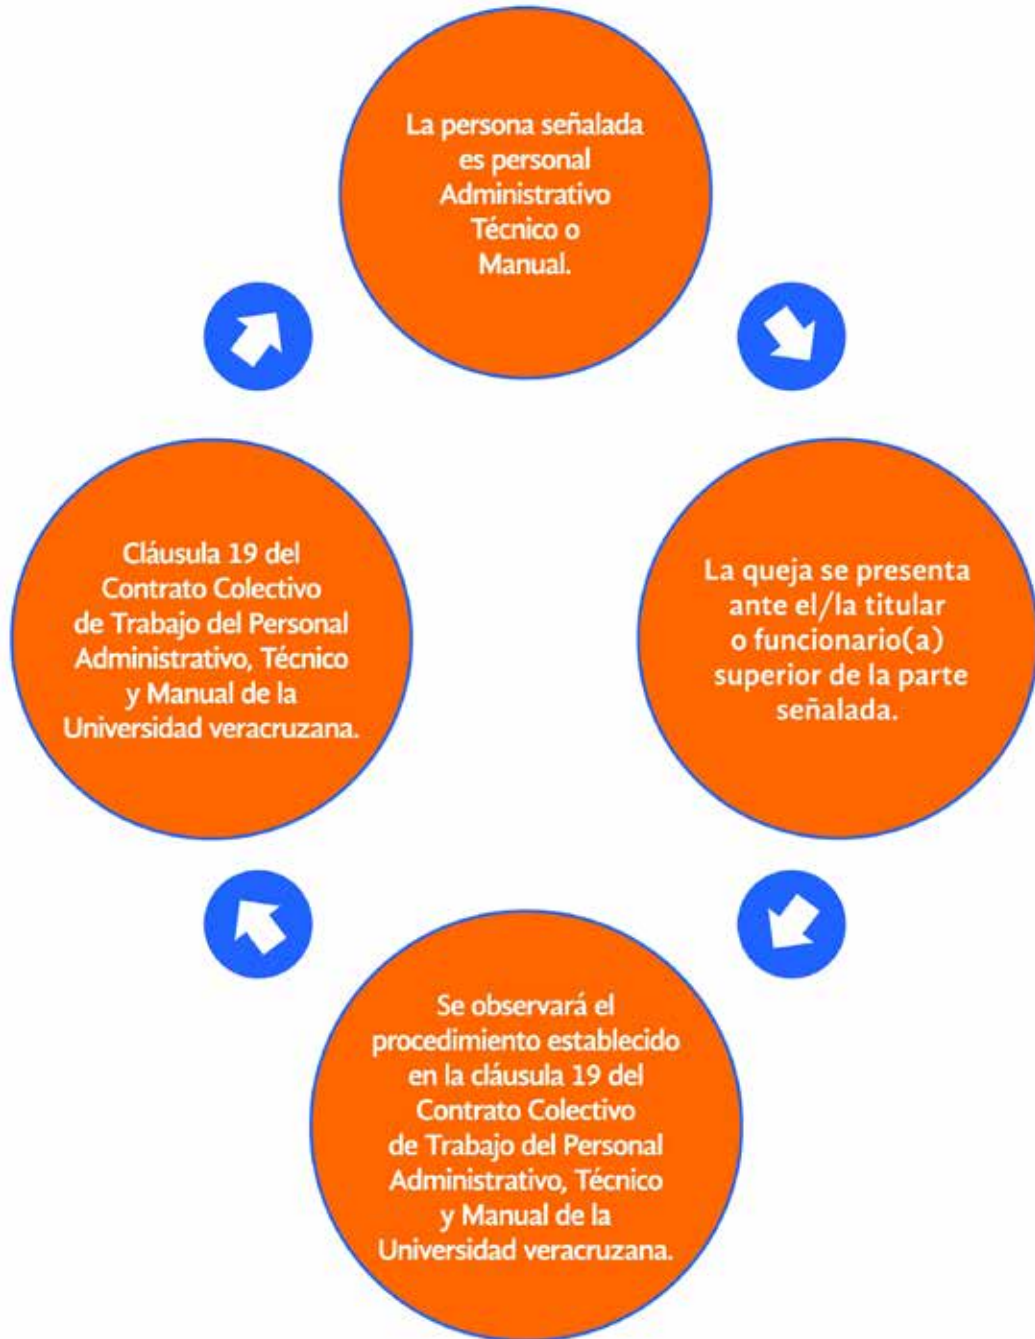 La persona señalada
es personal
Administrativo
Técnico o
Manual.
La queja se presenta
ante el/la titular
o funcionario(a)
superior de la parte
señalada.
Se observará el
procedimiento establecido
en la cláusula 19 del
Contrato Colectivo
de Trabajo del Personal
Administrativo, Técnico
y Manual de la
Universidad veracruzana.
Cláusula 19 del
Contrato Colectivo
de Trabajo del Personal
Administrativo, Técnico
y Manual de la
Universidad veracruzana.